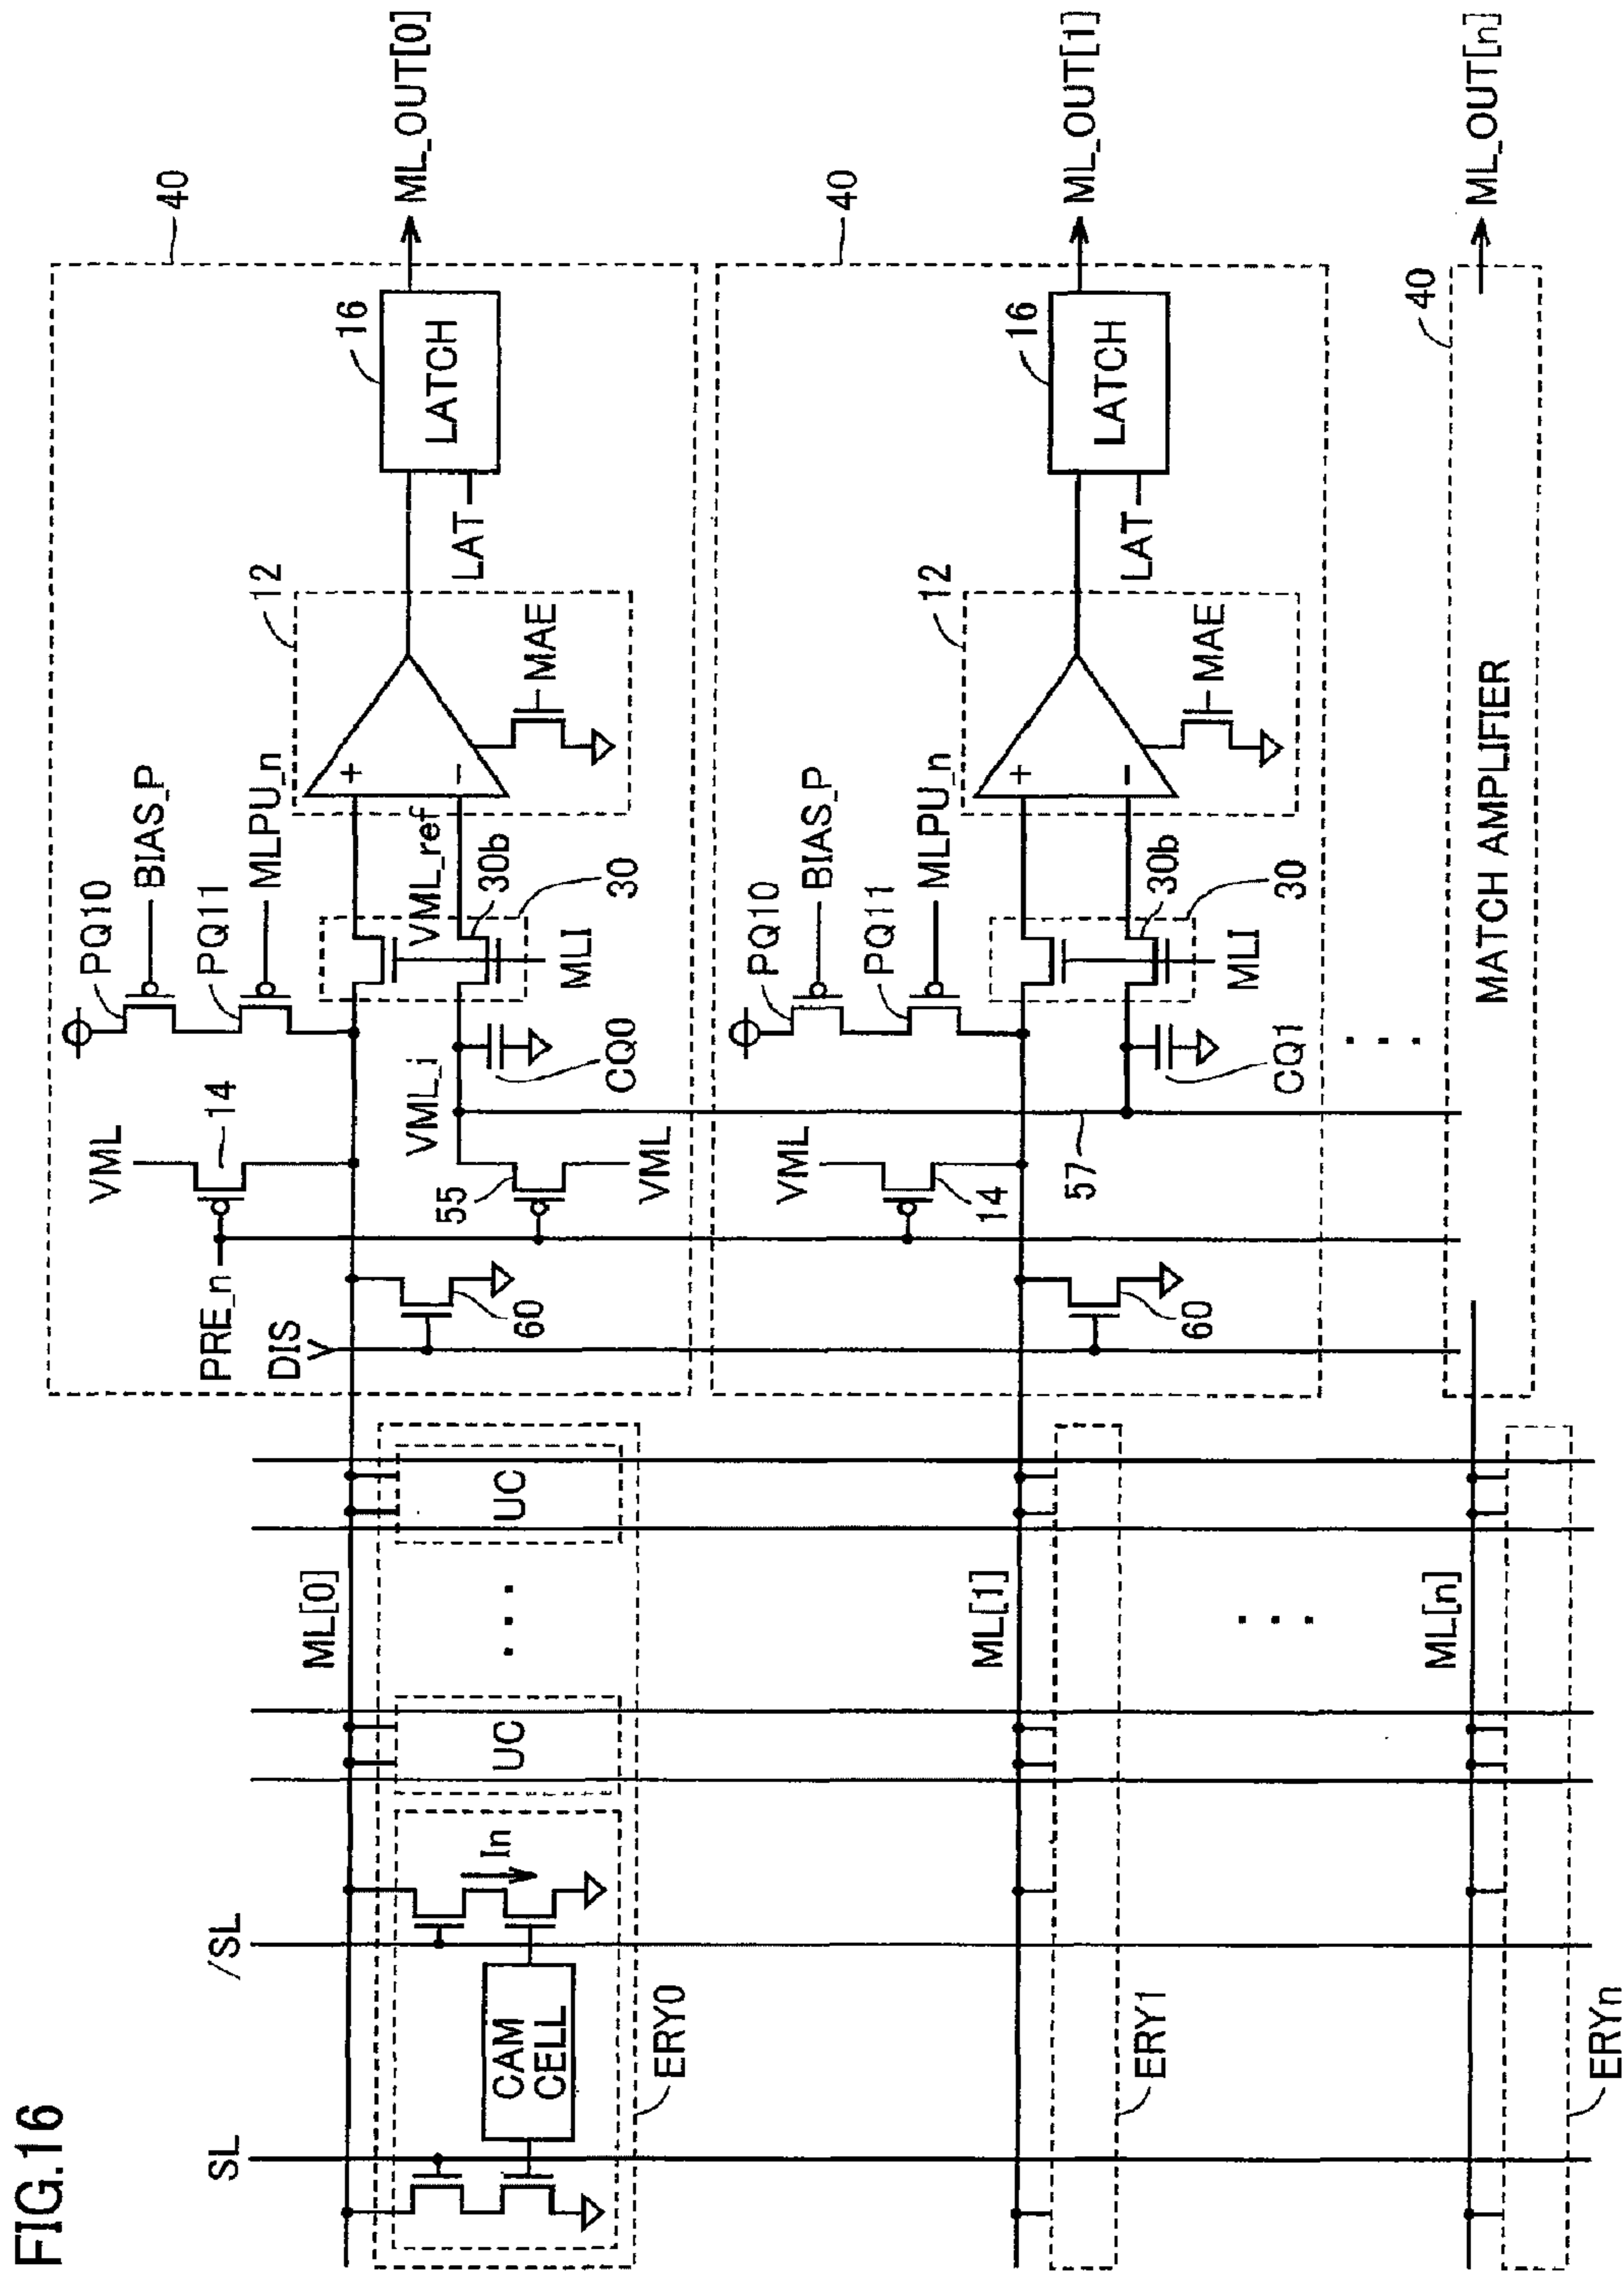 FIG.16
SL
/SL
ML[0]
CAM
CELL
In
UC
UC
ERY0
ML[1]
ERY1
ML[n]
ERYn
DIS
PRE_n
60
VML
14
55
VML
VML_j
CQ0
PQ10
BIAS_P
PQ11
MLPU_n
VML_ref
30b
30
MLI
+
−
12
MAE
LAT
LATCH
16
40
ML_OUT[0]
60
VML
14
57
CQ1
PQ10
BIAS_P
PQ11
MLPU_n
30b
30
MLI
+
−
12
MAE
LAT
LATCH
16
40
ML_OUT[1]
MATCH AMPLIFIER
40
ML_OUT[n]